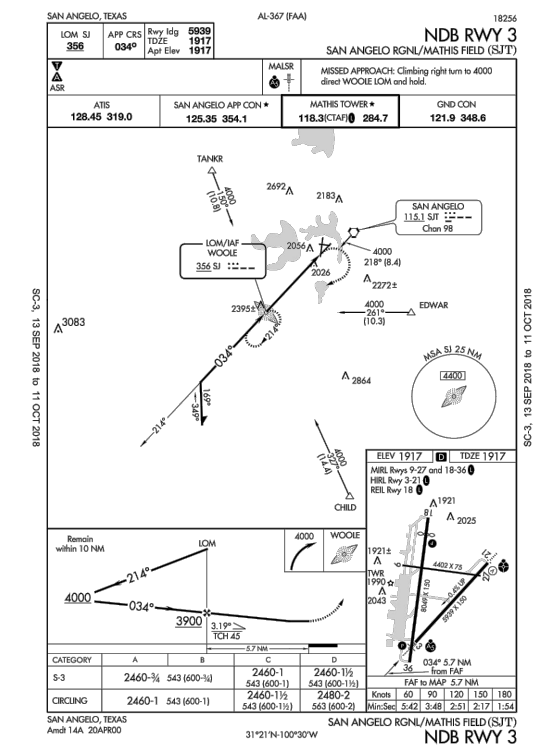 SAN ANGELO, TEXAS
AL-367 (FAA)
18256
LOM SJ
356
APP CRS
034°
Rwy ldg 5939
TDZE 1917
Apt Elev 1917
NDB RWY 3
SAN ANGELO RGNL/MATHIS FIELD (SJT)
T
A
ASR
MALSR
A5
MISSED APPROACH: Climbing right turn to 4000
direct WOOLE LOM and hold.
ATIS
128.45 319.0
SAN ANGELO APP CON ★
125.35 354.1
MATHIS TOWER ★
118.3(CTAF) L 284.7
GND CON
121.9 348.6
TANKR
4000
150°
(10.8)
2692
2183
SAN ANGELO
115.1 SJT
Chan 98
LOM/IAF
WOOLE
356 SJ
2056
2026
4000
218° (8.4)
2272±
2395±
4000
261°
(10.3)
EDWAR
3083
214°
034°
2864
MSA SJ 25 NM
4400
169°
349°
214°
4000
327°
(14.4)
CHILD
SC-3, 13 SEP 2018 to 11 OCT 2018
SC-3, 13 SEP 2018 to 11 OCT 2018
ELEV 1917
D
TDZE 1917
MIRL Rwys 9-27 and 18-36 L
HIRL Rwy 3-21 L
REIL Rwy 18 L
1921
18
2025
1921±
TWR
1990
2043
9
4402 X 75
21
27
8049 X 150
0.4% UP
5939 X 150
P
A5
3
36
034° 5.7 NM
from FAF
FAF to MAP 5.7 NM
Knots 60 90 120 150 180
Min:Sec 5:42 3:48 2:51 2:17 1:54
Remain
within 10 NM
LOM
4000
WOOLE
214°
4000
034°
3900
3.19°
TCH 45
5.7 NM
CATEGORY A B C D
S-3 2460-¾ 543 (600-¾) 2460-1 543 (600-1) 2460-1½ 543 (600-1½)
CIRCLING 2460-1 543 (600-1) 2460-1½ 543 (600-1½) 2480-2 563 (600-2)
SAN ANGELO, TEXAS
Amdt 14A 20APR00
31°21'N-100°30'W
SAN ANGELO RGNL/MATHIS FIELD (SJT)
NDB RWY 3